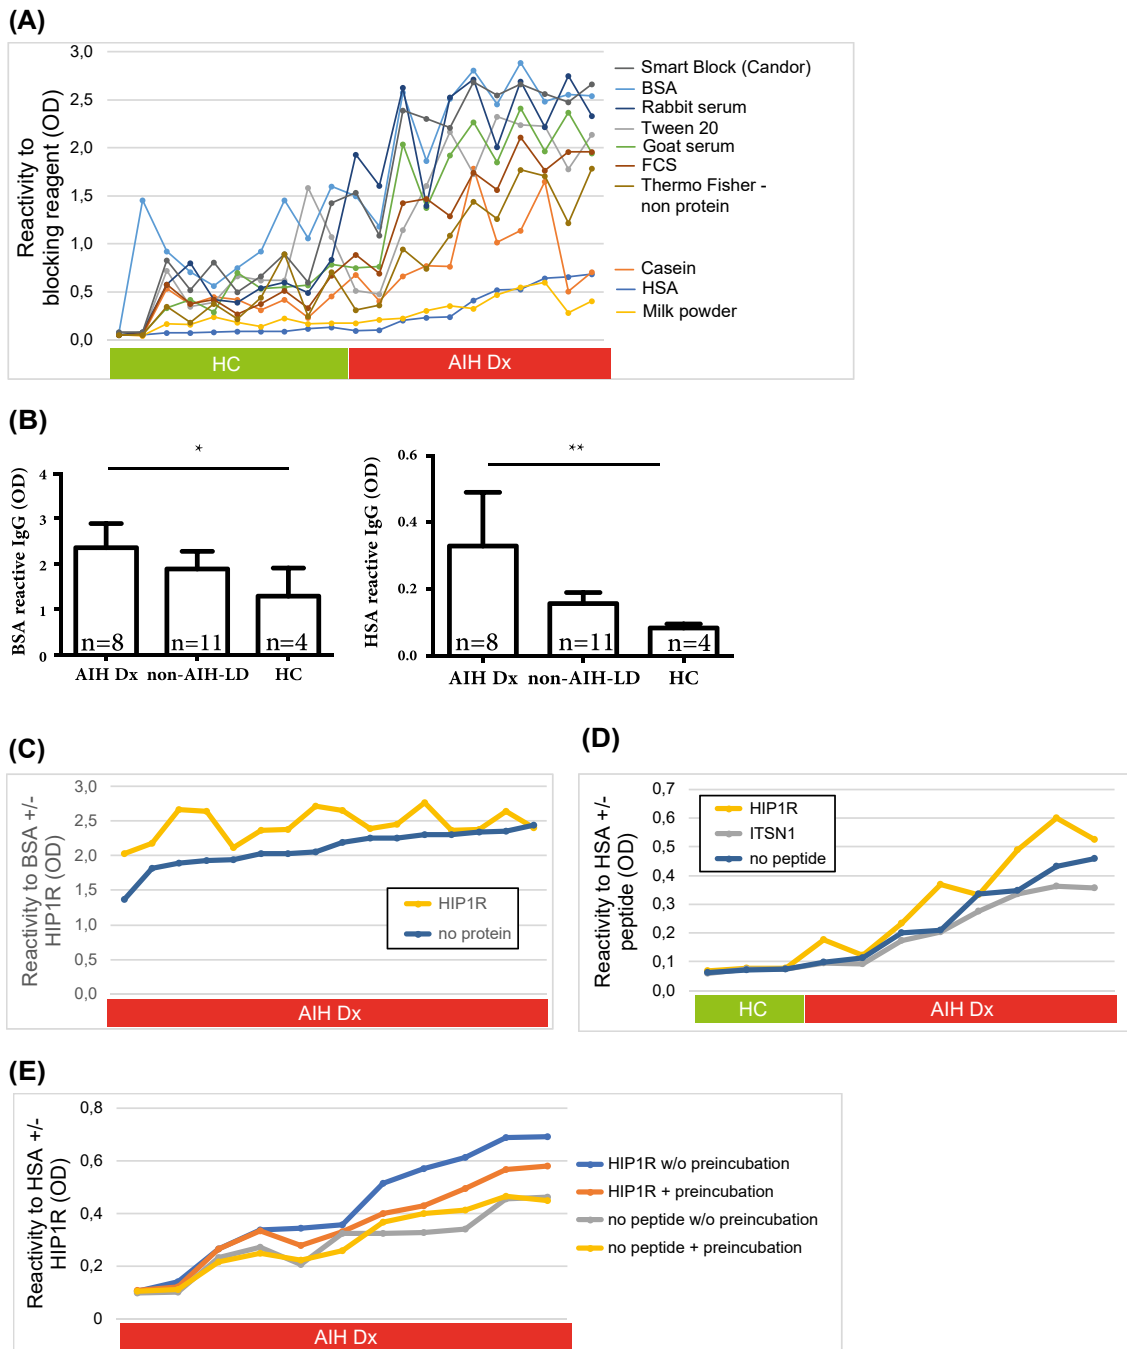 (A)
Reactivity to
blocking reagent (OD)
3,0
2,5
2,0
1,5
1,0
0,5
0,0
HC
AIH Dx
Smart Block (Candor)
BSA
Rabbit serum
Tween 20
Goat serum
FCS
Thermo Fisher -
non protein
Casein
HSA
Milk powder
(B)
BSA reactive IgG (OD)
4
3
2
1
0
*
n=8
n=11
n=4
AIH Dx
non-AIH-LD
HC
HSA reactive IgG (OD)
0.6
0.4
0.2
0.0
**
n=8
n=11
n=4
AIH Dx
non-AIH-LD
HC
(C)
Reactivity to BSA +/-
HIP1R (OD)
3,0
2,5
2,0
1,5
1,0
0,5
0,0
HIP1R
no protein
AIH Dx
(D)
Reactivity to HSA +/-
peptide (OD)
0,7
0,6
0,5
0,4
0,3
0,2
0,1
0,0
HIP1R
ITSN1
no peptide
HC
AIH Dx
(E)
Reactivity to HSA +/-
HIP1R (OD)
0,8
0,6
0,4
0,2
0
HIP1R w/o preincubation
HIP1R + preincubation
no peptide w/o preincubation
no peptide + preincubation
AIH Dx